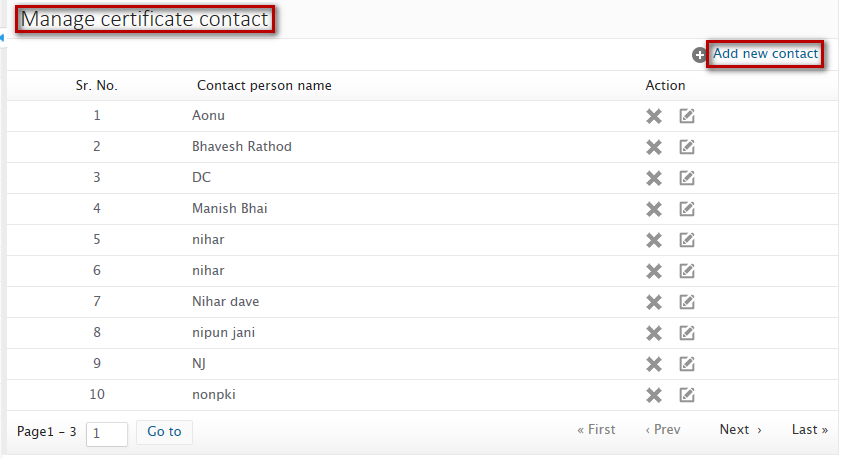 Manage certificate contact
Add new contact
Sr. No. Contact person name Action
1 Aonu
2 Bhavesh Rathod
3 DC
4 Manish Bhai
5 nihar
6 nihar
7 Nihar dave
8 nipun jani
9 NJ
10 nonpki
Page1 - 3 1 Go to « First ‹ Prev Next › Last »